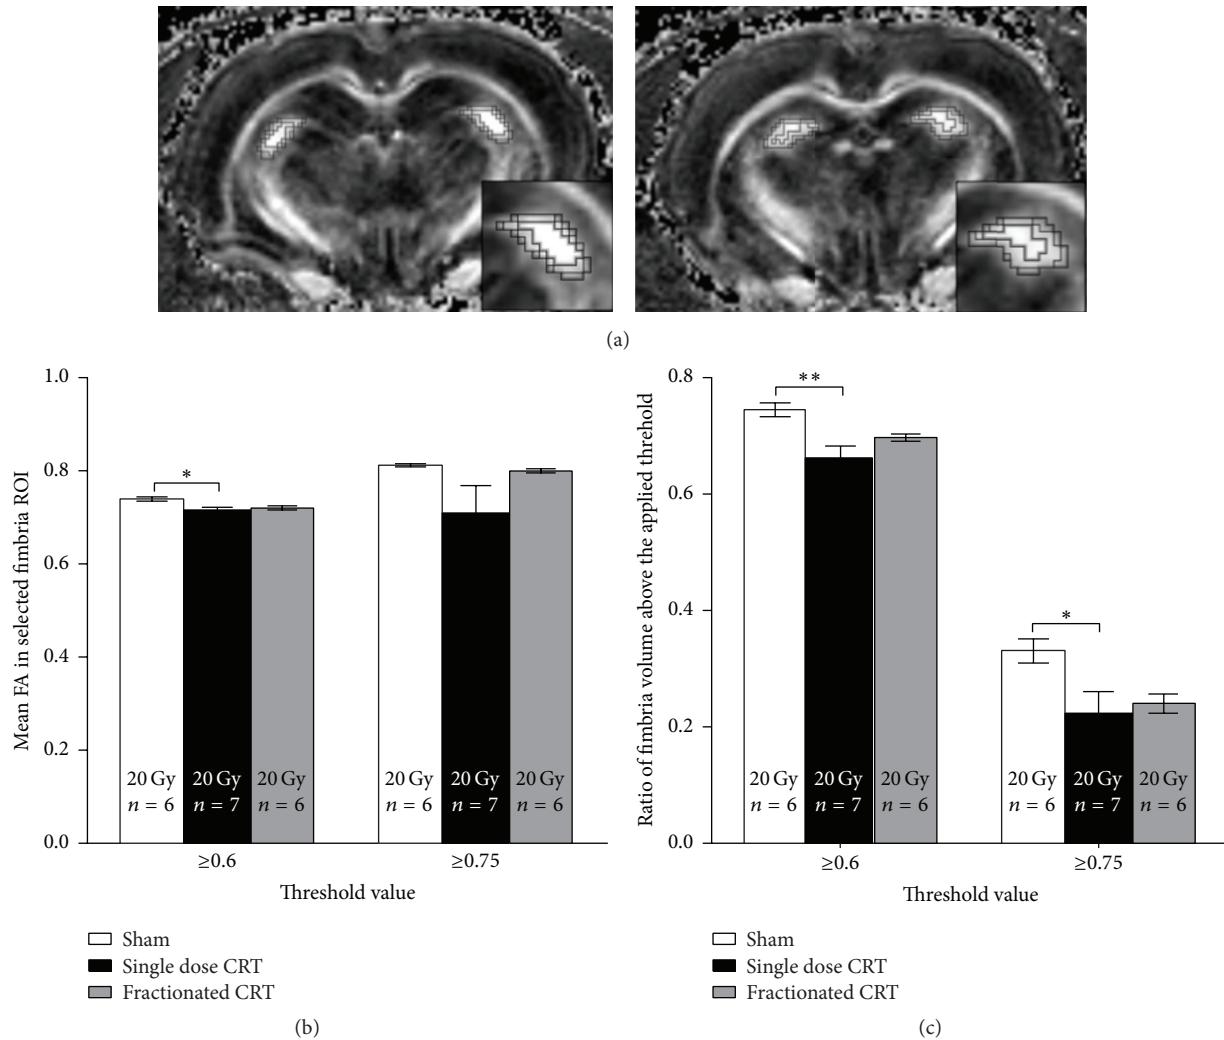 (a)
Mean FA in selected fimbria ROI
1.0
0.8
0.6
0.4
0.2
0.0
*
20 Gy 20 Gy 20 Gy
n = 6 n = 7 n = 6
20 Gy 20 Gy 20 Gy
n = 6 n = 7 n = 6
≥0.6 ≥0.75
Threshold value
Sham
Single dose CRT
Fractionated CRT
(b)
Ratio of fimbria volume above the applied threhold
0.8
0.6
0.4
0.2
0.0
**
*
20 Gy 20 Gy 20 Gy
n = 6 n = 7 n = 6
20 Gy 20 Gy 20 Gy
n = 6 n = 7 n = 6
≥0.6 ≥0.75
Threshold value
Sham
Single dose CRT
Fractionated CRT
(c)